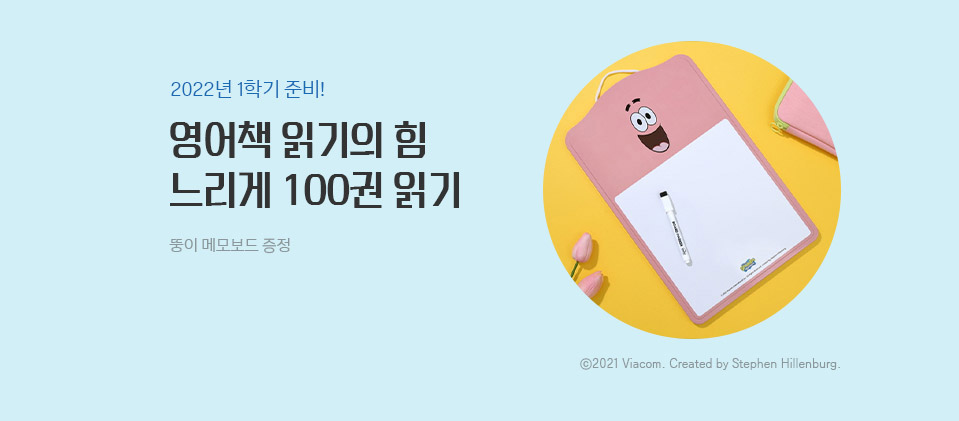 2022년 1학기 준비!
영어책 읽기의 힘
느리게 100권 읽기
뚱이 메모보드 증정
©2021 Viacom. Created by Stephen Hillenburg.